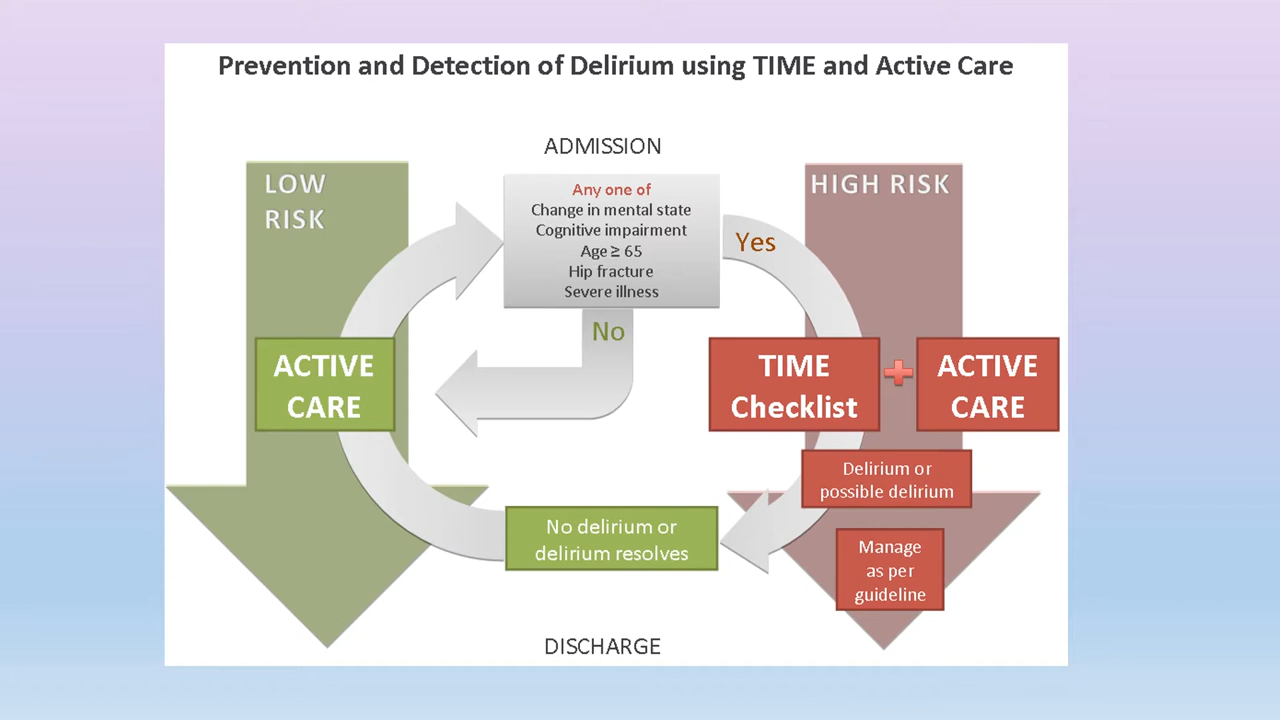 Prevention and Detection of Delirium using TIME and Active Care
ADMISSION
LOW
RISK
Any one of
Change in mental state
Cognitive impairment
Age ≥ 65
Hip fracture
Severe illness
HIGH RISK
Yes
No
ACTIVE
CARE
TIME
Checklist
ACTIVE
CARE
Delirium or
possible delirium
No delirium or
delirium resolves
Manage
as per
guideline
DISCHARGE